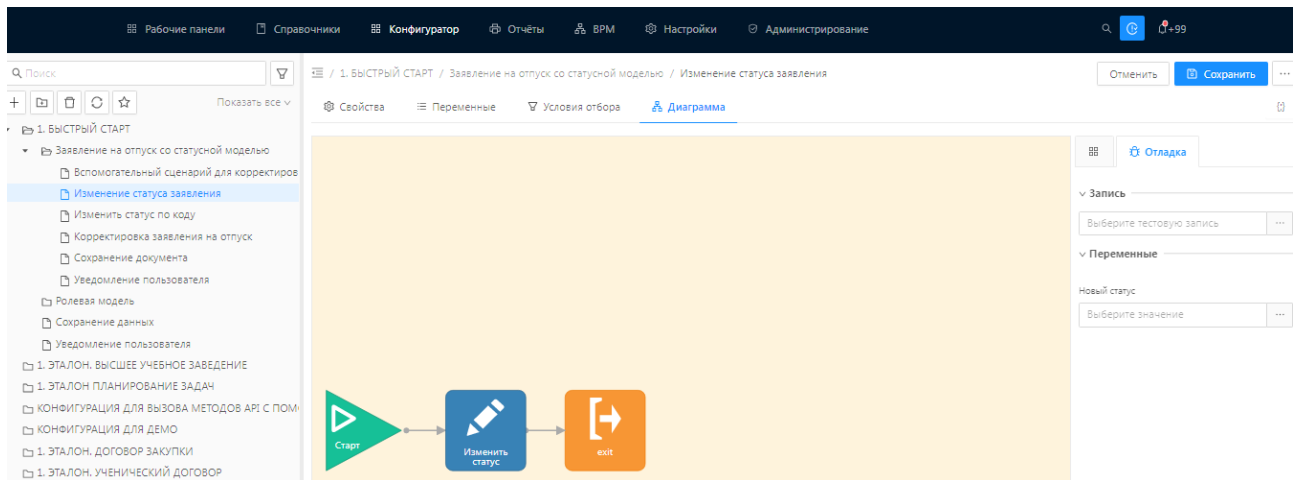 Рабочие панели Справочники Конфигуратор Отчёты BPM Настройки Администрирование +99
Поиск
Показать все
1. БЫСТРЫЙ СТАРТ
Заявление на отпуск со статусной моделью
Вспомогательный сценарий для корректиров
Изменение статуса заявления
Изменить статус по коду
Корректировка заявления на отпуск
Сохранение документа
Уведомление пользователя
Ролевая модель
Сохранение данных
Уведомление пользователя
1. ЭТАЛОН. ВЫСШЕЕ УЧЕБНОЕ ЗАВЕДЕНИЕ
1. ЭТАЛОН ПЛАНИРОВАНИЕ ЗАДАЧ
КОНФИГУРАЦИЯ ДЛЯ ВЫЗОВА МЕТОДОВ API С ПОМ
КОНФИГУРАЦИЯ ДЛЯ ДЕМО
1. ЭТАЛОН. ДОГОВОР ЗАКУПКИ
1. ЭТАЛОН. УЧЕНИЧЕСКИЙ ДОГОВОР
/ 1. БЫСТРЫЙ СТАРТ / Заявление на отпуск со статусной моделью / Изменение статуса заявления
Отменить Сохранить ...
Свойства Переменные Условия отбора Диаграмма
Старт
Изменить
статус
exit
Отладка
Запись
Выберите тестовую запись ...
Переменные
Новый статус
Выберите значение ...